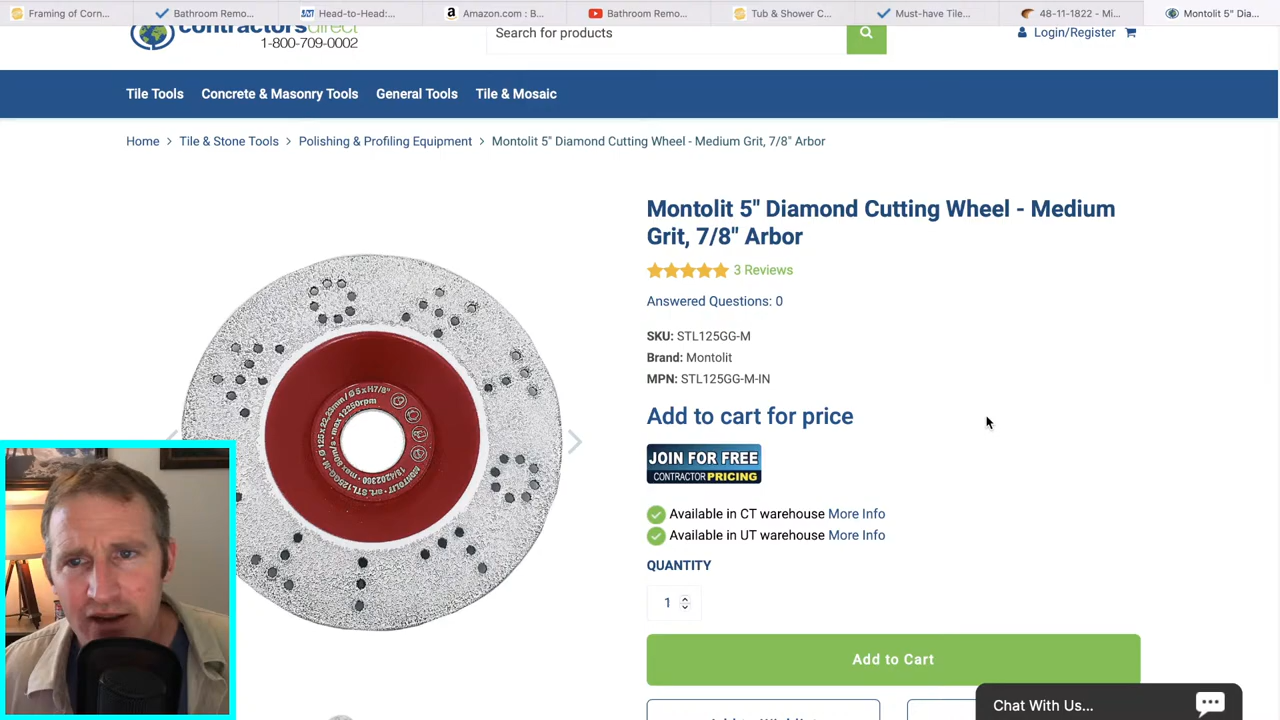 Framing of Corn...
Bathroom Remo...
Head-to-Head:...
Amazon.com : B...
Bathroom Remo...
Tub & Shower C...
Must-have Tile...
48-11-1822 - Mi...
Montolit 5" Dia...
contractorsdirect
1-800-709-0002
Search for products
Login/Register
Tile Tools
Concrete & Masonry Tools
General Tools
Tile & Mosaic
Home > Tile & Stone Tools > Polishing & Profiling Equipment > Montolit 5" Diamond Cutting Wheel - Medium Grit, 7/8" Arbor
Montolit 5" Diamond Cutting Wheel - Medium
Grit, 7/8" Arbor
3 Reviews
Answered Questions: 0
SKU: STL125GG-M
Brand: Montolit
MPN: STL125GG-M-IN
Add to cart for price
JOIN FOR FREE
CONTRACTOR PRICING
Available in CT warehouse More Info
Available in UT warehouse More Info
QUANTITY
1
Add to Cart
Chat With Us...